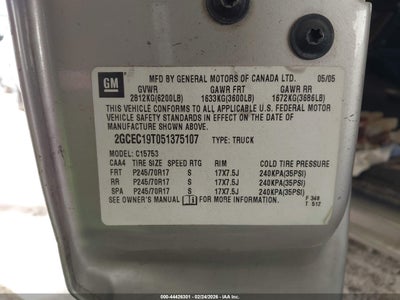 GM
MFD BY GENERAL MOTORS OF CANADA LTD. 05/05
GVWR GAWR FRT GAWR RR
2812KG(6200LB) 1633KG(3600LB) 1672KG(3686LB)
THIS VEHICLE CONFORMS TO ALL APPLICABLE U.S. FEDERAL MOTOR
VEHICLE SAFETY STANDARDS IN EFFECT ON THE DATE OF
MANUFACTURE SHOWN ABOVE.
2GCEC19T051375107 TYPE: TRUCK
MODEL: C15753
CAA4 TIRE SIZE SPEED RTG RIM COLD TIRE PRESSURE
FRT P245/70R17 S 17X7.5J 240KPA(35PSI)
RR P245/70R17 S 17X7.5J 240KPA(35PSI)
SPA P245/70R17 S 17X7.5J 240KPA(35PSI)
SEE OWNER'S MANUAL FOR MORE INFORMATION.
F 348
T 517
000-44426301 - 02/24/2026 - IAAI.COM